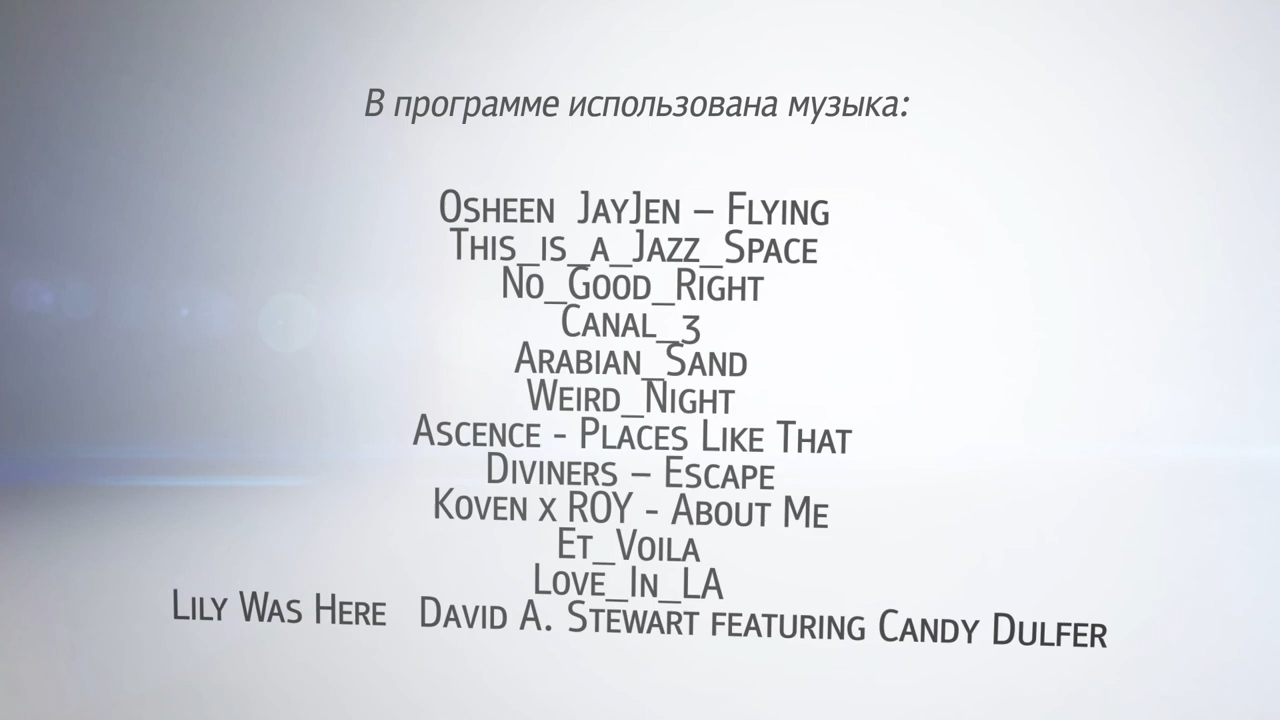 В программе использована музыка:
Osheen JayJen – Flying
This_is_a_Jazz_Space
No_Good_Right
Canal_3
Arabian_Sand
Weird_Night
Ascence - Places Like That
Diviners – Escape
Koven x ROY - About Me
Et_Voila
Love_In_LA
Lily Was Here David A. Stewart featuring Candy Dulfer